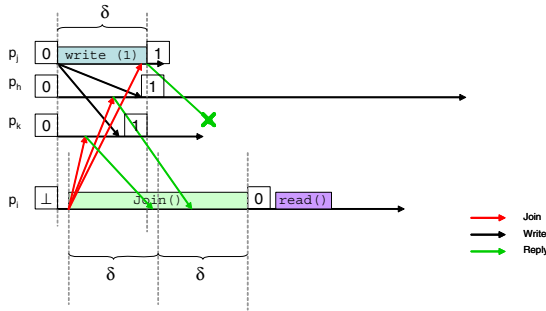 δ
pj 0 write (1) 1
ph 0 1
pk 0 1
pi ⊥ Join() 0 read()
Join
Write
Reply
δ δ